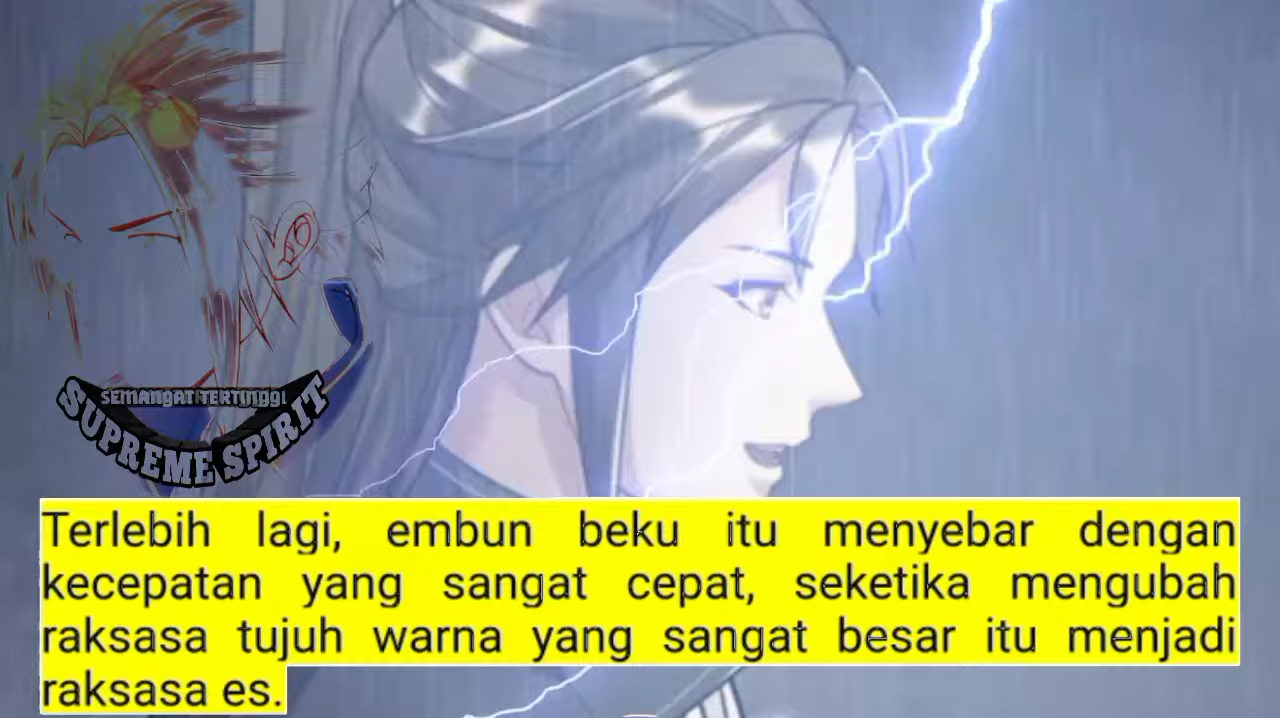 SEMANGAT TERTINGGI
SUPREME SPIRIT
Terlebih lagi, embun beku itu menyebar dengan
kecepatan yang sangat cepat, seketika mengubah
raksasa tujuh warna yang sangat besar itu menjadi
raksasa es.